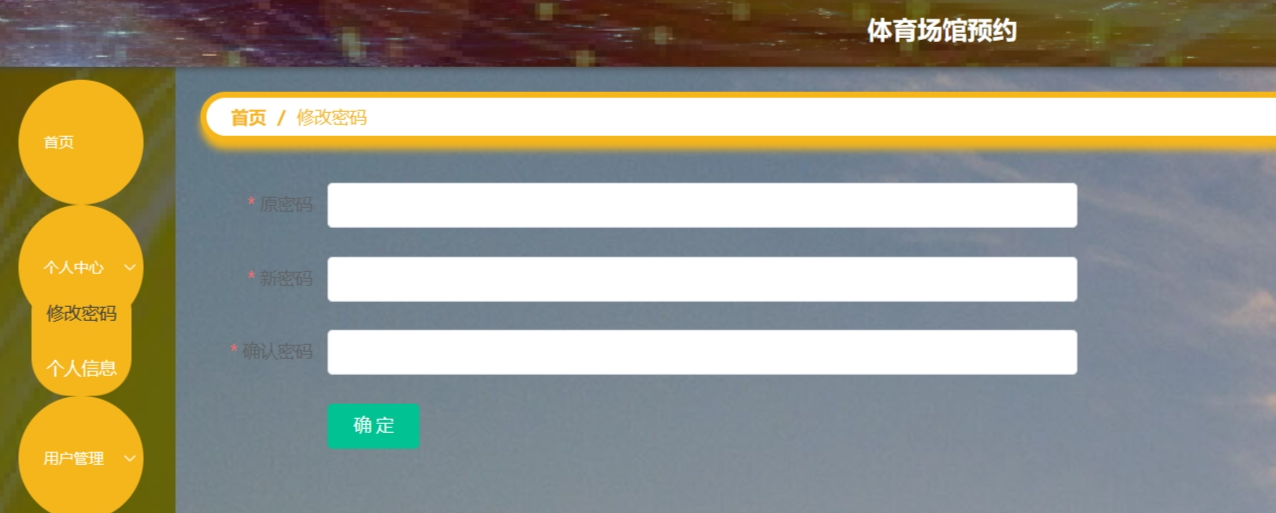 体育场馆预约
首页
个人中心
修改密码
个人信息
用户管理
首页 / 修改密码
* 原密码
* 新密码
* 确认密码
确定